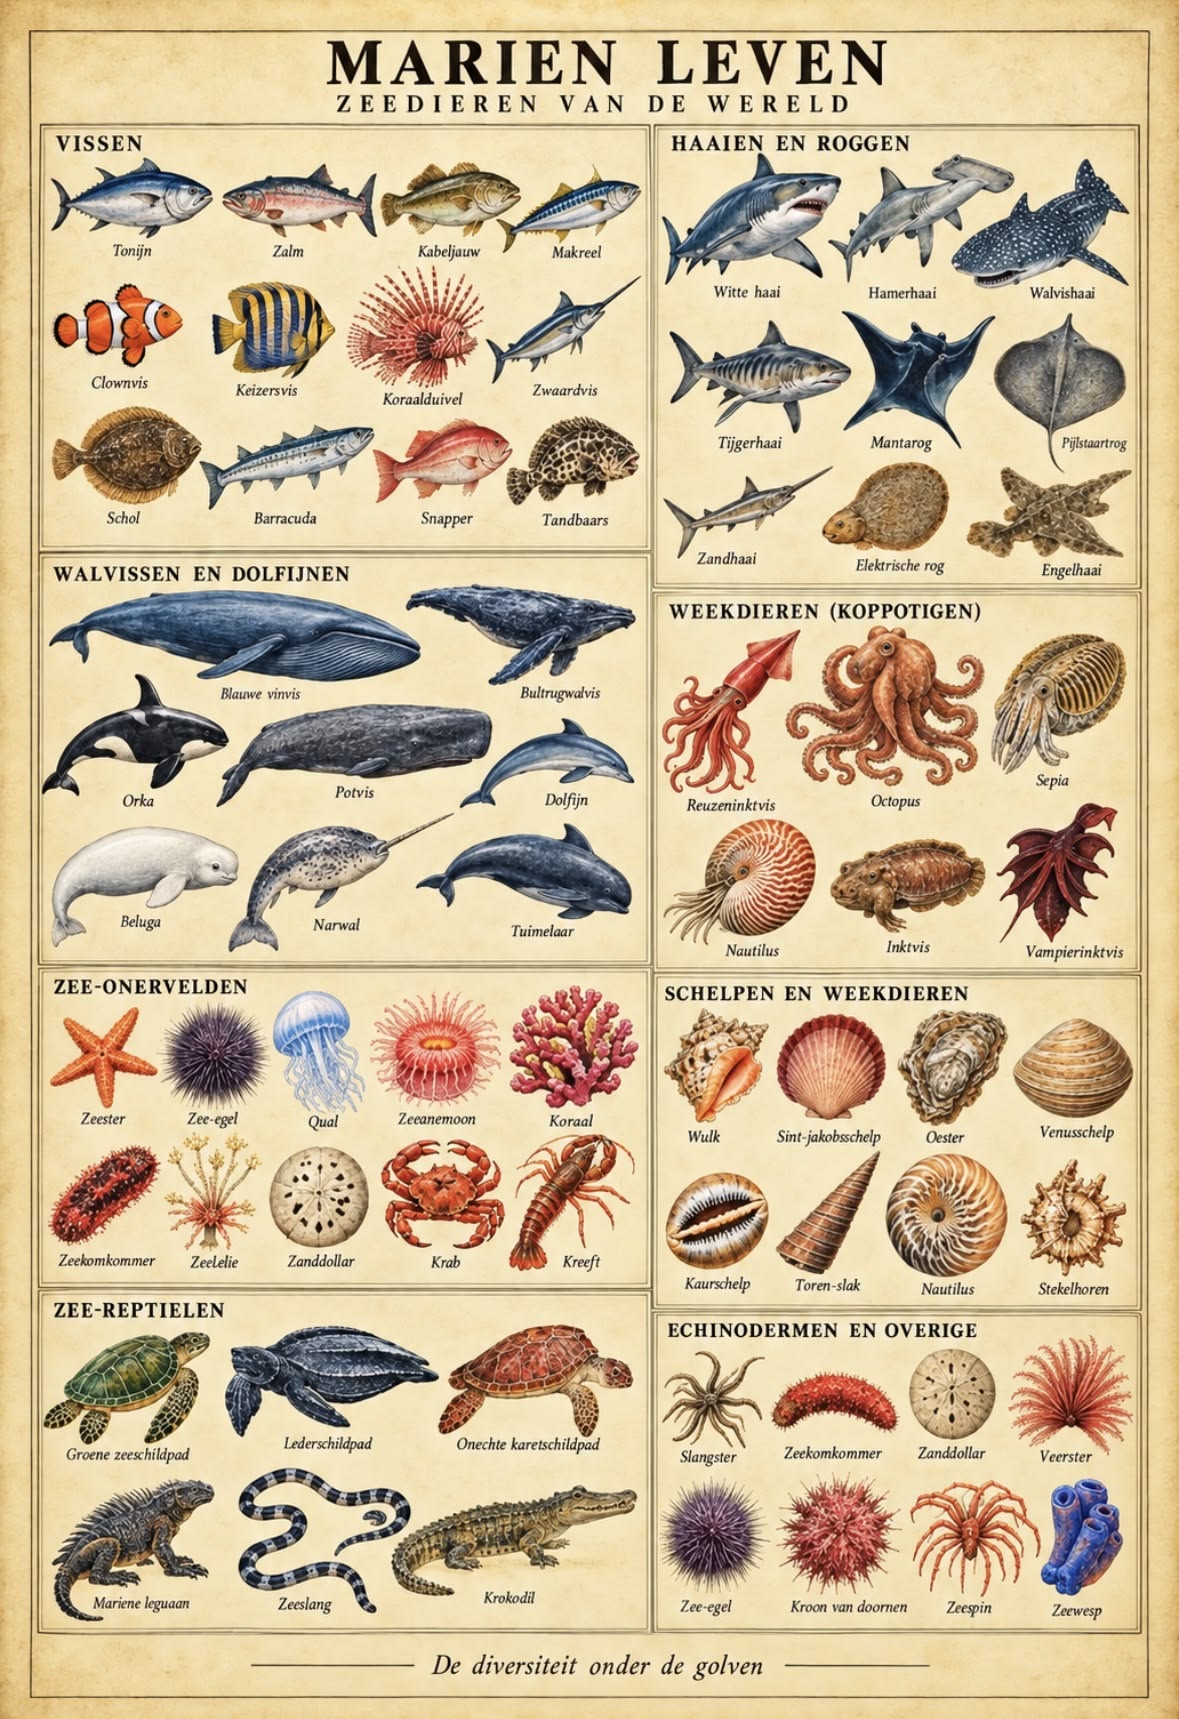 MARIEN LEVEN
ZEEDIEREN VAN DE WERELD
VISSEN
Tonijn
Zalm
Kabeljauw
Makreel
Clownvis
Keizersvis
Koraalduivel
Zwaardvis
Schol
Barracuda
Snapper
Tandbaars
HAAIEN EN ROGGEN
Witte haai
Hamerhaai
Walvishaai
Tijgerhaai
Mantarog
Pijlstaartrog
Zandhaai
Elektrische rog
Engelhaai
WALVISSEN EN DOLFIJNEN
Blauwe vinvis
Bultrugwalvis
Orka
Potvis
Dolfijn
Beluga
Narwal
Tuimelaar
WEEKDIEREN (KOPPOTIGEN)
Reuzeninktvis
Octopus
Sepia
Nautilus
Inktvis
Vampierinktvis
ZEE-ONERVELDEN
Zeester
Zee-egel
Qual
Zeeanemoon
Koraal
Zeekomkommer
Zeelelie
Zanddollar
Krab
Kreeft
SCHELPEN EN WEEKDIEREN
Wulk
Sint-jakobsschelp
Oester
Venusschelp
Kaurschelp
Toren-slak
Nautilus
Stekelhoren
ZEE-REPTIELEN
Groene zeeschildpad
Lederschildpad
Onechte karetschildpad
Mariene leguaan
Zeeslang
Krokodil
ECHINODERMEN EN OVERIGE
Slangster
Zeekomkommer
Zanddollar
Veerster
Zee-egel
Kroon van doornen
Zeespin
Zeewesp
De diversiteit onder de golven